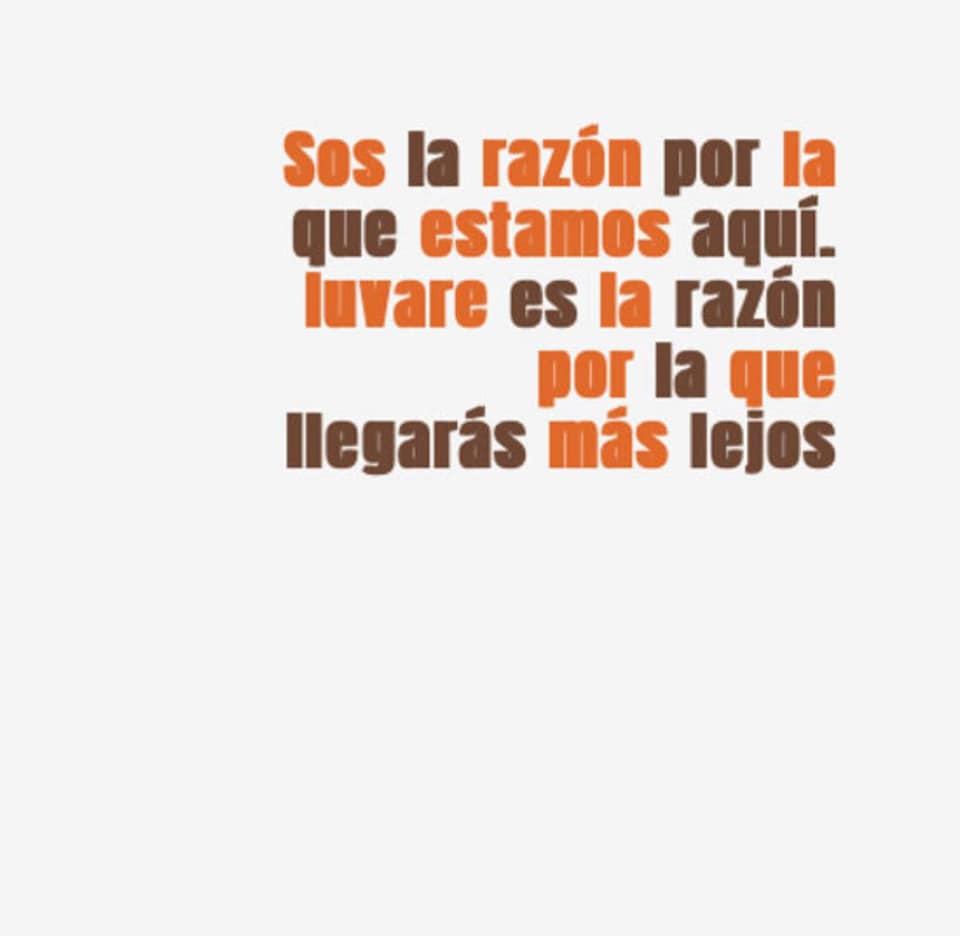 Sos la razón por la
que estamos aquí.
luvare es la razón
por la que
llegarás más lejos